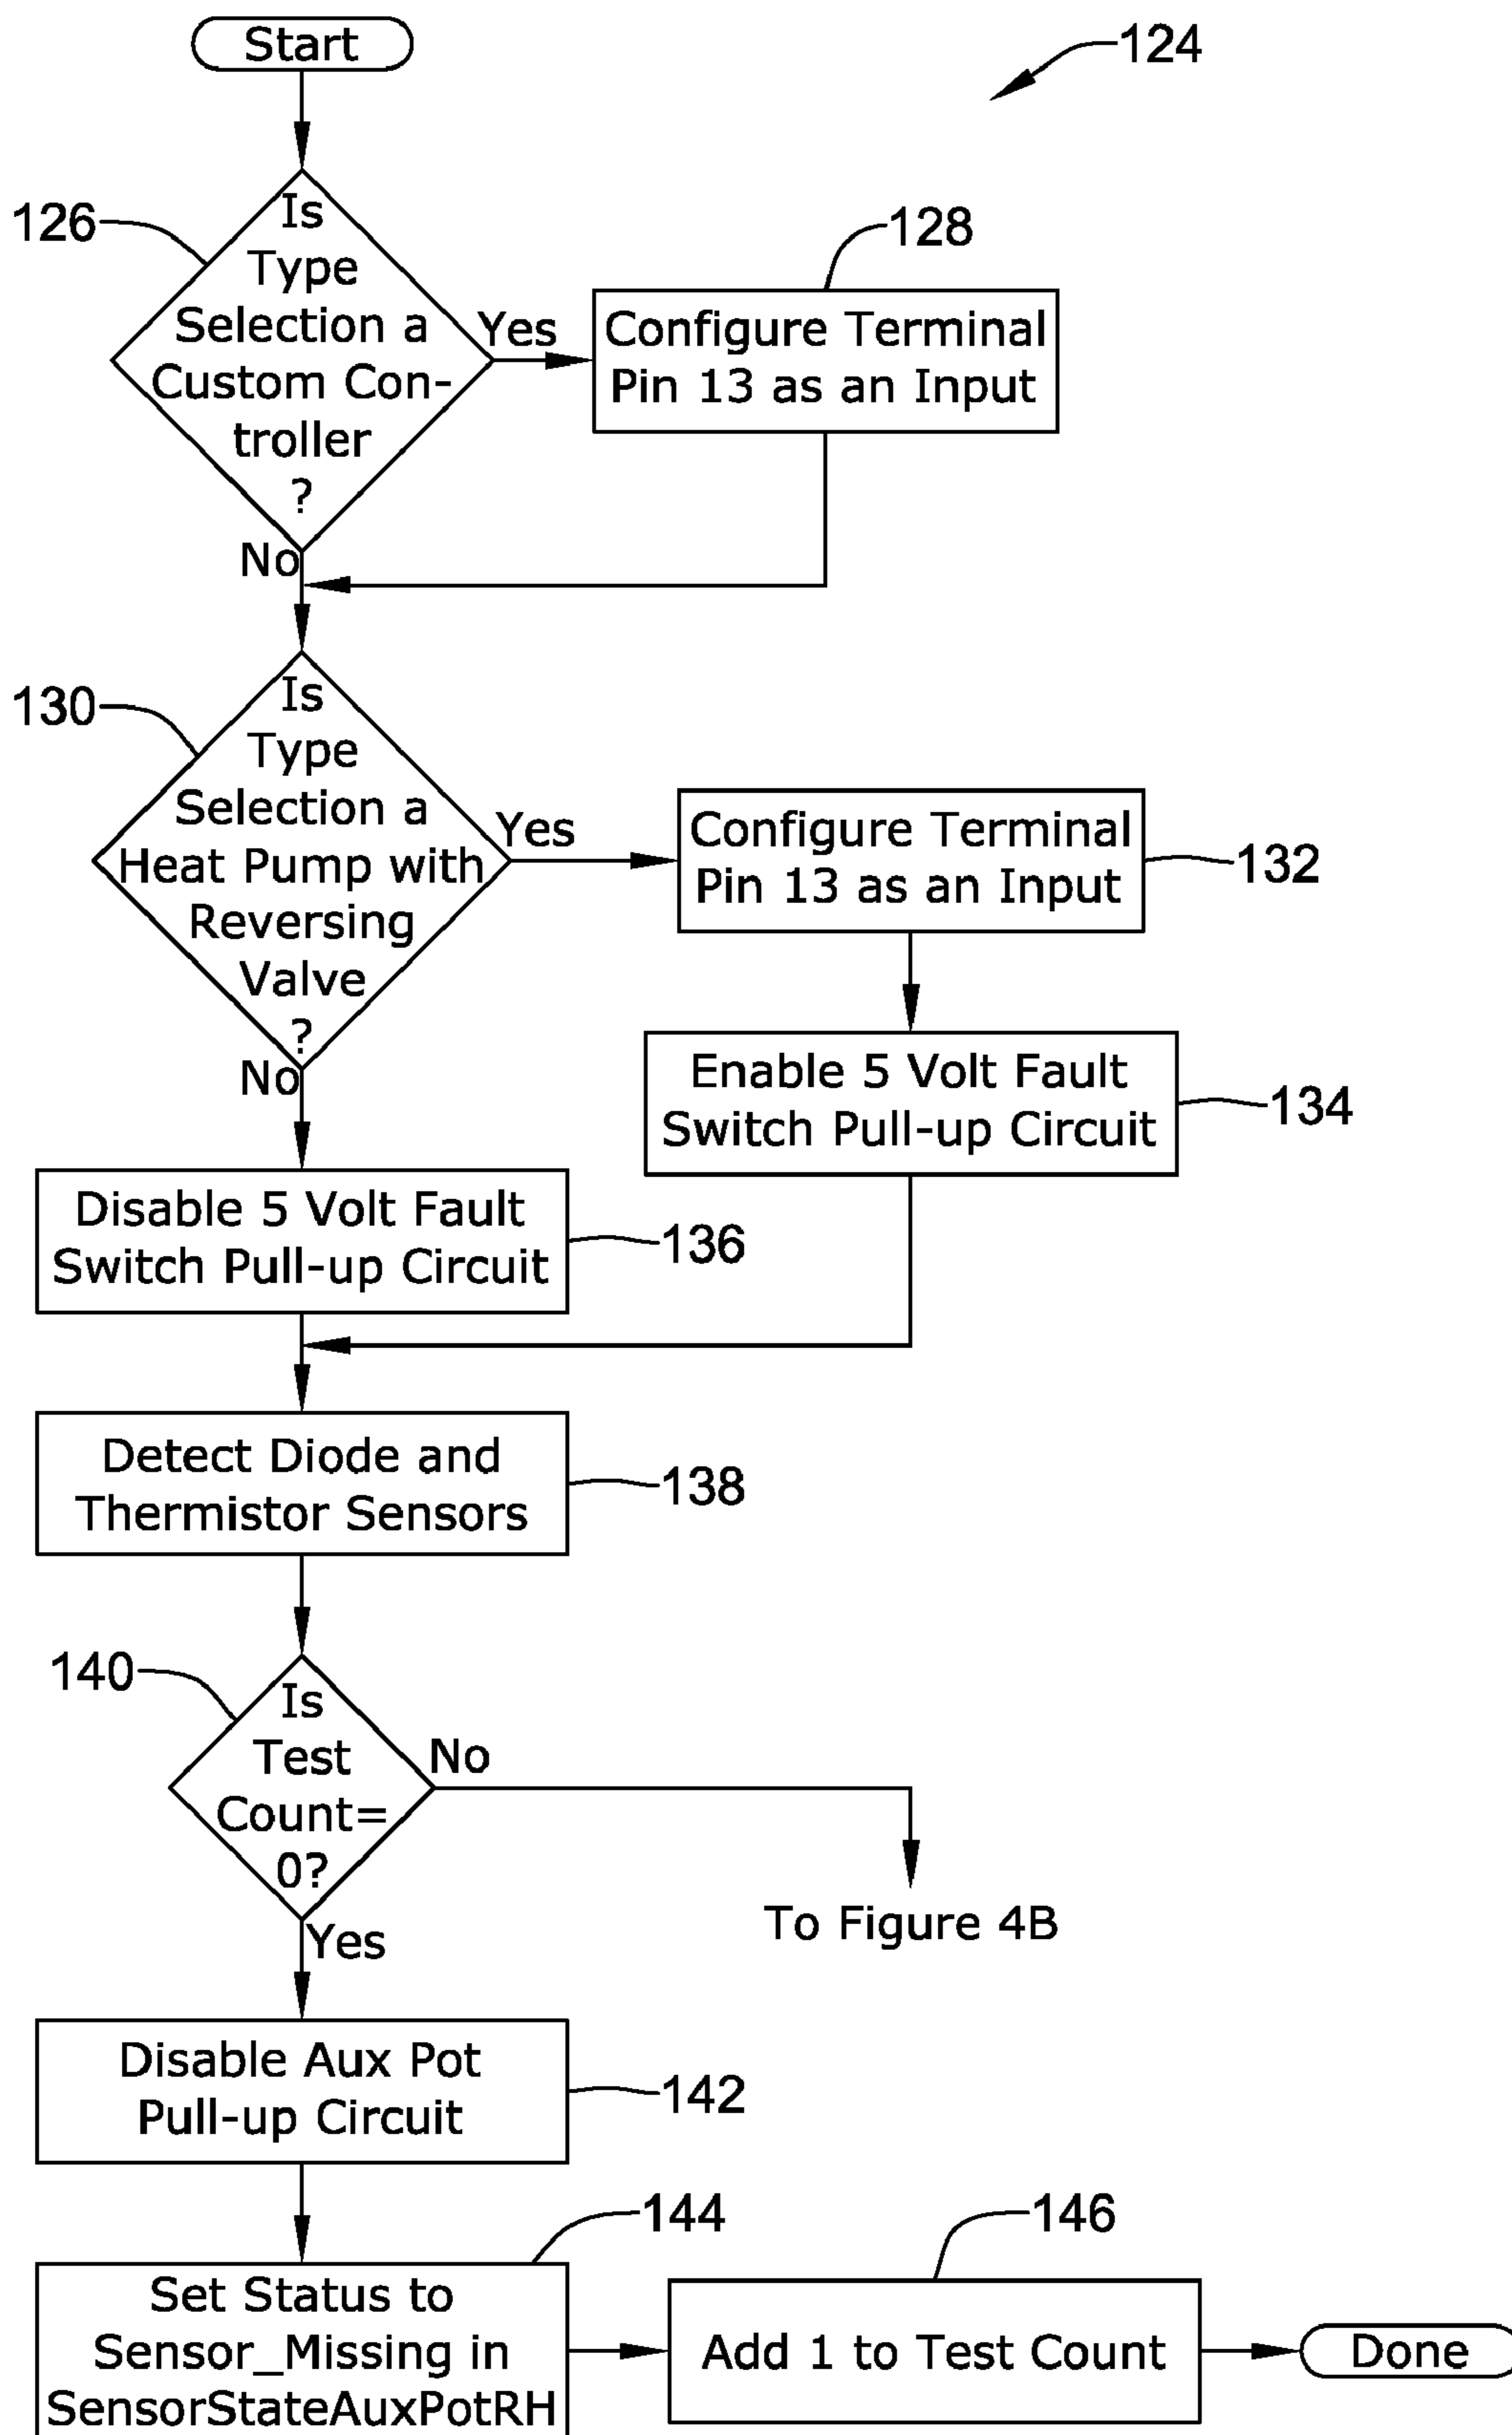 Start
124
126
Is
Type
Selection a
Custom Con-
troller
?
Yes
No
128
Configure Terminal
Pin 13 as an Input
130
Is
Type
Selection a
Heat Pump with
Reversing
Valve
?
Yes
No
Configure Terminal
Pin 13 as an Input
132
Enable 5 Volt Fault
Switch Pull-up Circuit
134
Disable 5 Volt Fault
Switch Pull-up Circuit
136
Detect Diode and
Thermistor Sensors
138
140
Is
Test
Count=
0?
No
To Figure 4B
Yes
Disable Aux Pot
Pull-up Circuit
142
144
Set Status to
Sensor_Missing in
SensorStateAuxPotRH
146
Add 1 to Test Count
Done